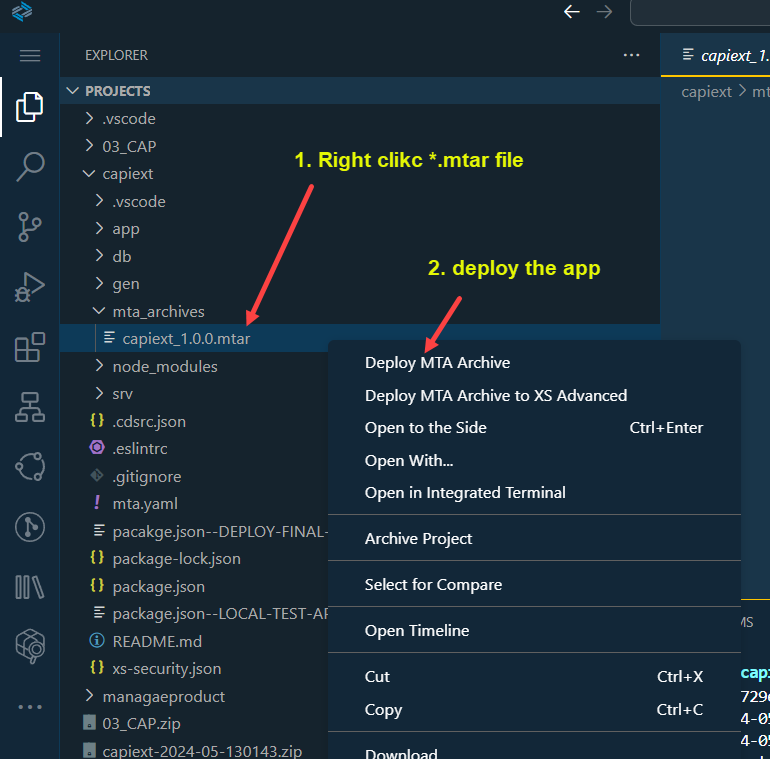 EXPLORER
···
capiext_1.
PROJECTS
capiext > mt
.vscode
03_CAP
1. Right clikc *.mtar file
capiext
.vscode
app
db
2. deploy the app
gen
mta_archives
capiext_1.0.0.mtar
Deploy MTA Archive
node_modules
Deploy MTA Archive to XS Advanced
srv
Open to the Side Ctrl+Enter
{} .cdsrc.json
.eslintrc
Open With...
.gitignore
Open in Integrated Terminal
! mta.yaml
pacakge.json--DEPLOY-FINAL-
Archive Project
{} package-lock.json
{} package.json
Select for Compare
package.json--LOCAL-TEST-AP
MS
README.md
Open Timeline
{} xs-security.json
Cut Ctrl+X
capi
managaeproduct
729
03_CAP.zip
Copy Ctrl+C
4-05
4-05
capiext-2024-05-130143.zip
Download